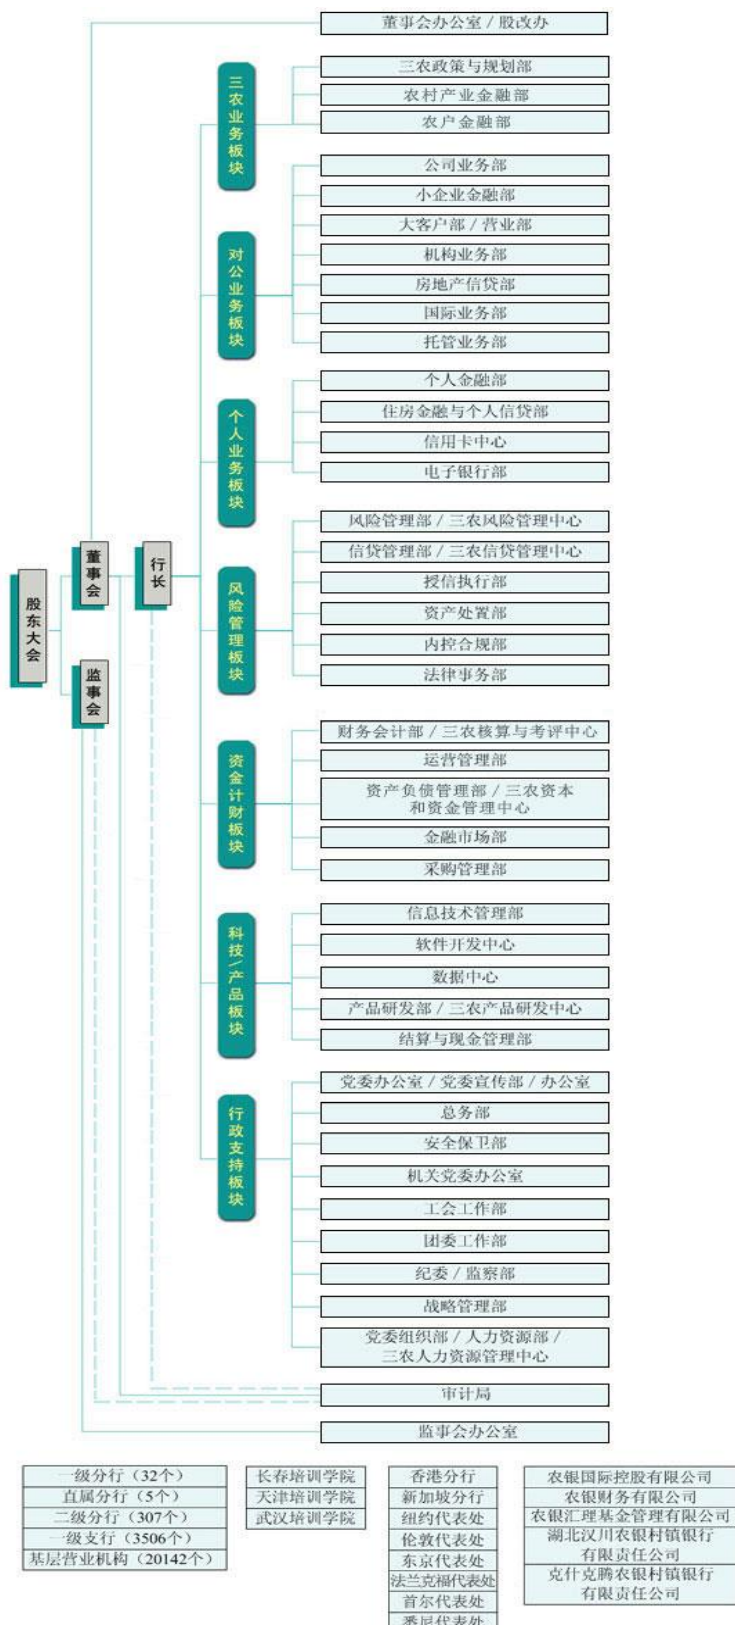 董事会办公室 / 股改办
三农业务板块
三农政策与规划部
农村产业金融部
农户金融部
对公业务板块
公司业务部
小企业金融部
大客户部 / 营业部
机构业务部
房地产信贷部
国际业务部
托管业务部
个人业务板块
个人金融部
住房金融与个人信贷部
信用卡中心
电子银行部
股东大会
董事会
监事会
行长
风险管理板块
风险管理部 / 三农风险管理中心
信贷管理部 / 三农信贷管理中心
授信执行部
资产处置部
内控合规部
法律事务部
资金计财板块
财务会计部 / 三农核算与考评中心
运营管理部
资产负债管理部 / 三农资本
和资金管理中心
金融市场部
采购管理部
科技/产品板块
信息技术管理部
软件开发中心
数据中心
产品研发部 / 三农产品研发中心
结算与现金管理部
行政支持板块
党委办公室 / 党委宣传部 / 办公室
总务部
安全保卫部
机关党委办公室
工会工作部
团委工作部
纪委 / 监察部
战略管理部
党委组织部 / 人力资源部 /
三农人力资源管理中心
审计局
监事会办公室
一级分行（32个）
直属分行（5个）
二级分行（307个）
一级支行（3506个）
基层营业机构（20142个）
长春培训学院
天津培训学院
武汉培训学院
香港分行
新加坡分行
纽约代表处
伦敦代表处
东京代表处
法兰克福代表处
首尔代表处
悉尼代表处
农银国际控股有限公司
农银财务有限公司
农银汇理基金管理有限公司
湖北汉川农银村镇银行
有限责任公司
克什克腾农银村镇银行
有限责任公司